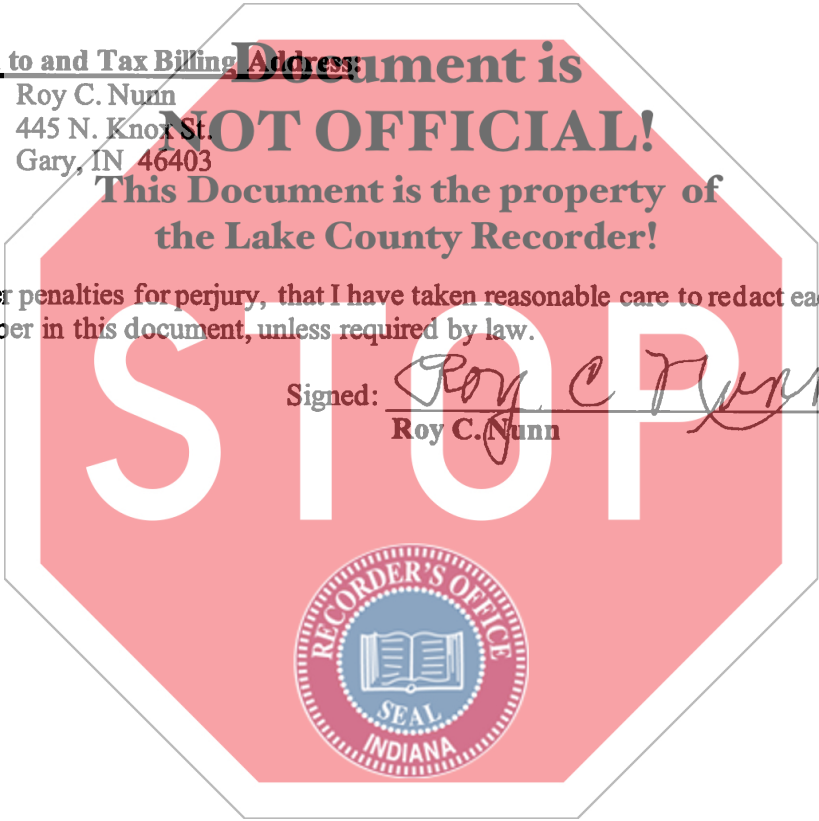 to and Tax Billing Address:
Document is
Roy C. Nunn
445 N. Knox St.
NOT OFFICIAL!
Gary, IN 46403
This Document is the property of
the Lake County Recorder!
penalties for perjury, that I have taken reasonable care to redact
in this document, unless required by law.
STOP
Signed: Roy C Nunn
Roy C. Nunn
RECORDER'S OFFICE
SEAL
INDIANA